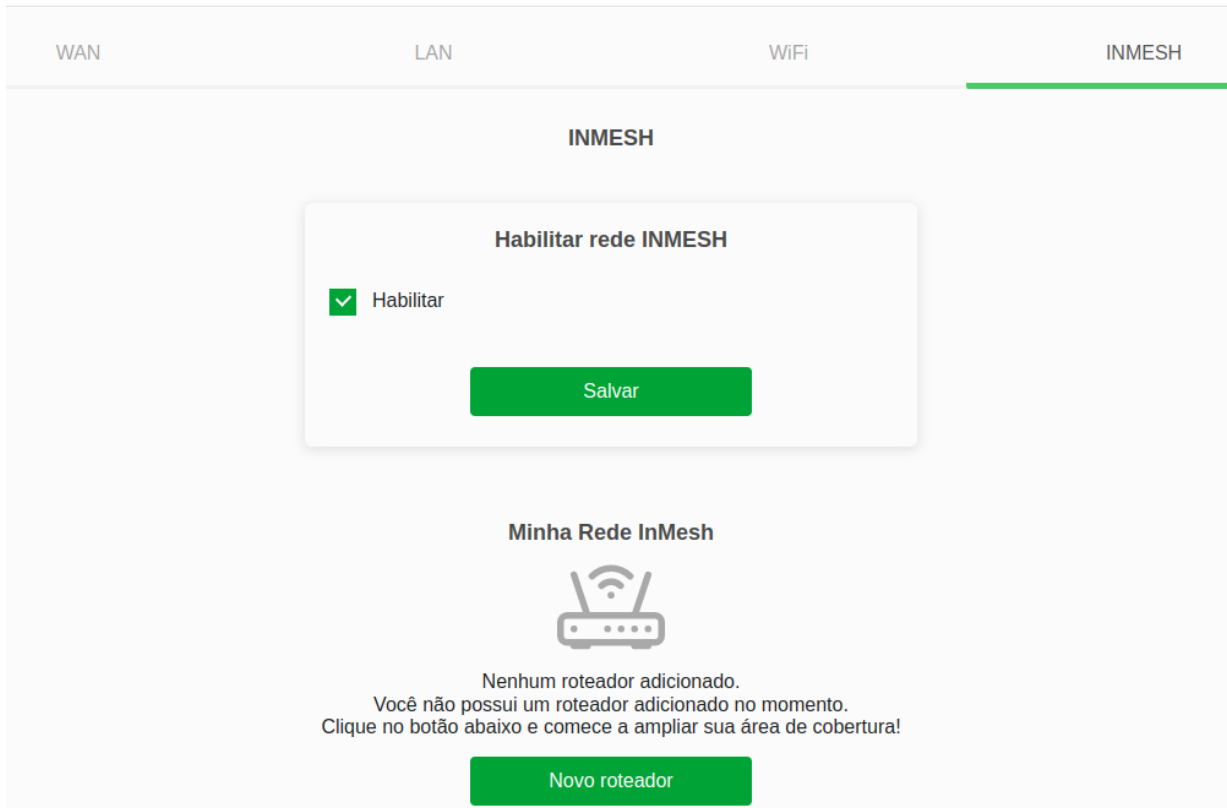 WAN LAN WiFi INMESH
INMESH
Habilitar rede INMESH
Habilitar
Salvar
Minha Rede InMesh
Nenhum roteador adicionado.
Você não possui um roteador adicionado no momento.
Clique no botão abaixo e comece a ampliar sua área de cobertura!
Novo roteador